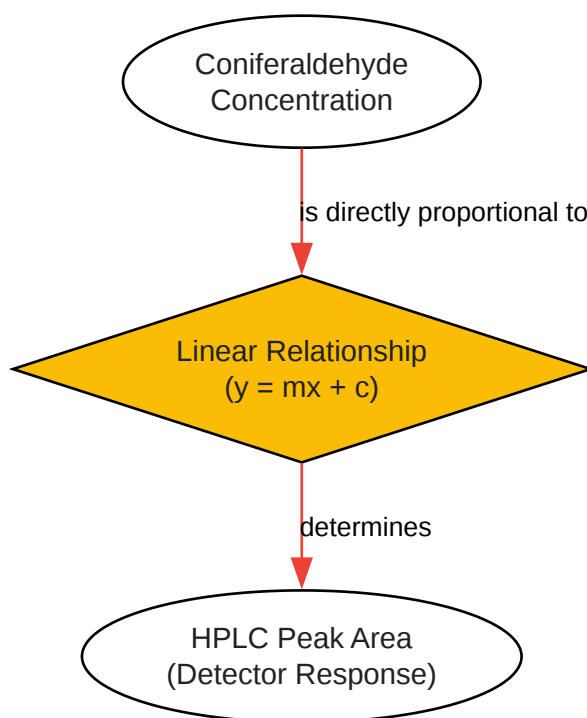 Coniferaldehyde
Concentration
is directly proportional to
Linear Relationship
(y = mx + c)
determines
HPLC Peak Area
(Detector Response)